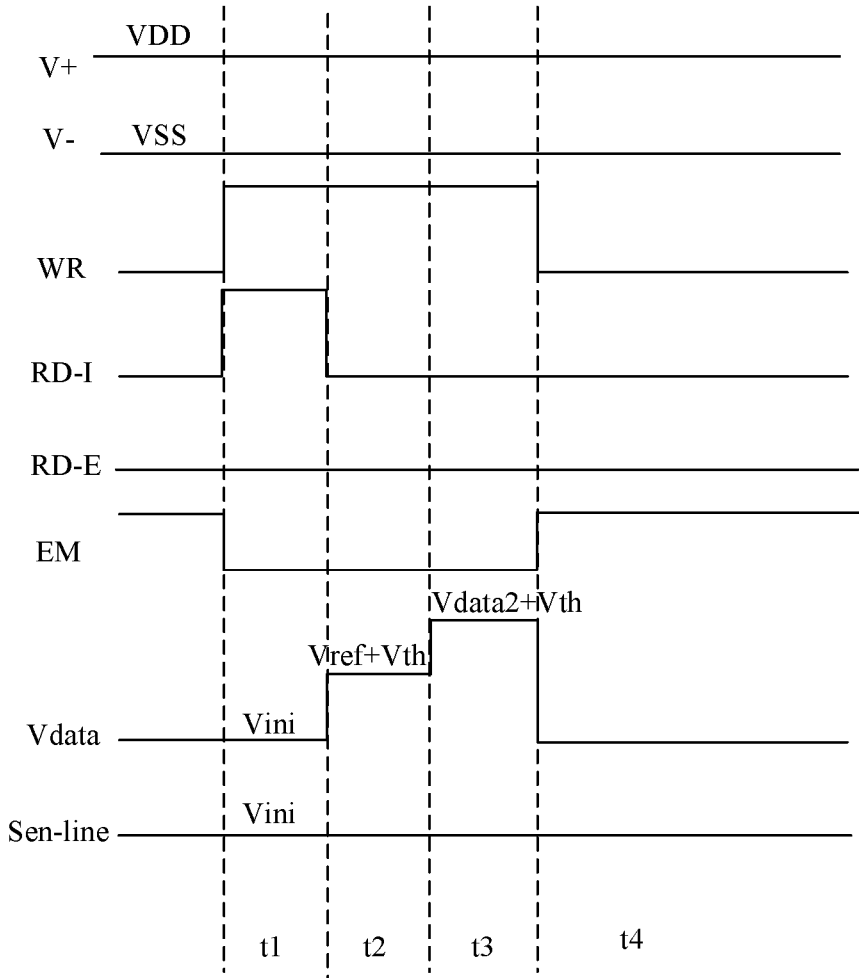 VDD
V+
V-
VSS
WR
RD-I
RD-E
EM
Vdata2+Vth
Vref+Vth
Vdata
Vini
Vini
Sen-line
t1
t2
t3
t4